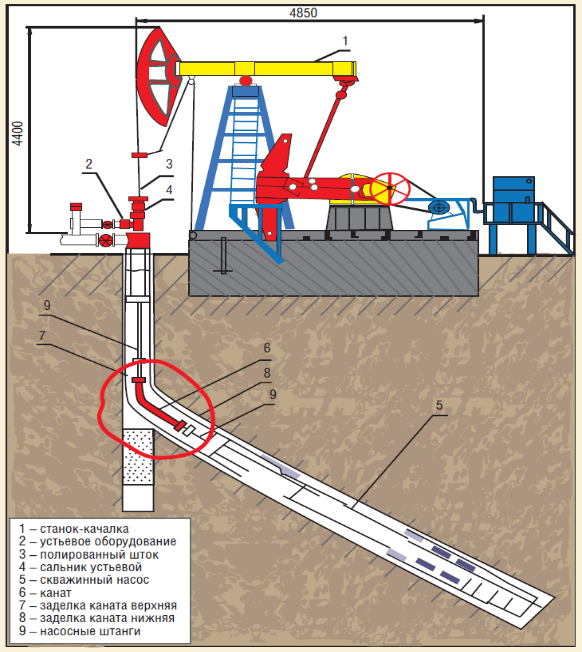 4850
1
4400
2
3
4
9
7
6
8
9
5
1 – станок-качалка
2 – устьевое оборудование
3 – полированный шток
4 – сальник устьевой
5 – скважинный насос
6 – канат
7 – заделка каната верхняя
8 – заделка каната нижняя
9 – насосные штанги